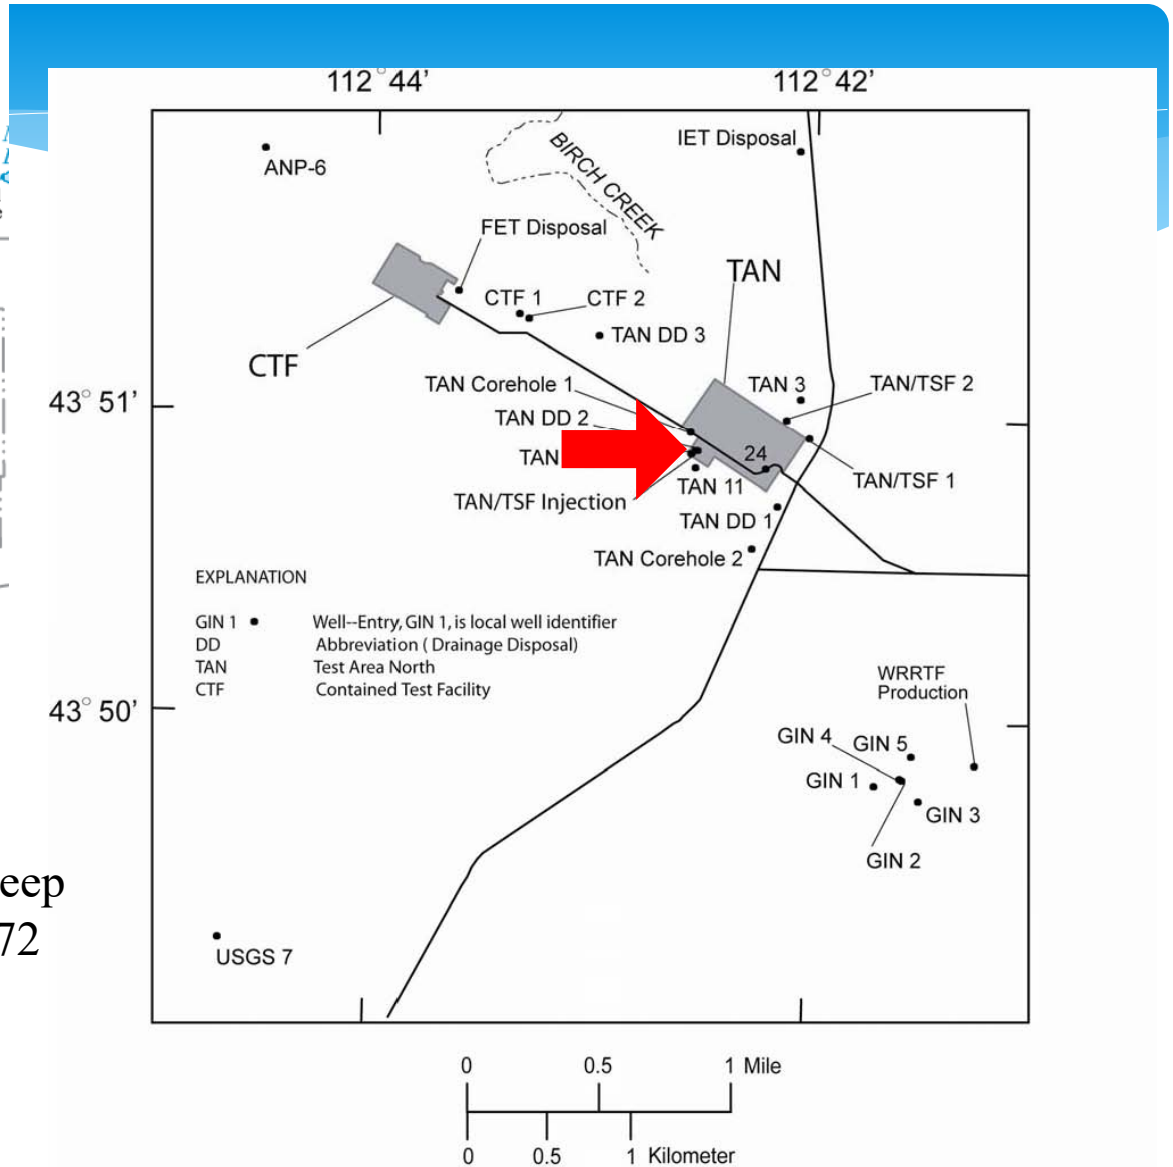 112°44’
112°42’
ANP-6
BIRCH CREEK
IET Disposal
FET Disposal
TAN
CTF 1
CTF 2
TAN DD 3
CTF
TAN Corehole 1
TAN 3
TAN/TSF 2
43° 51’
TAN DD 2
TAN
24
TAN/TSF Injection
TAN 11
TAN/TSF 1
TAN DD 1
TAN Corehole 2
EXPLANATION
GIN 1 Well--Entry, GIN 1, is local well identifier
DD Abbreviation ( Drainage Disposal)
TAN Test Area North
CTF Contained Test Facility
WRRTF
Production
43° 50’
GIN 4
GIN 5
GIN 1
GIN 3
GIN 2
eep
72
USGS 7
0 0.5 1 Mile
0 0.5 1 Kilometer